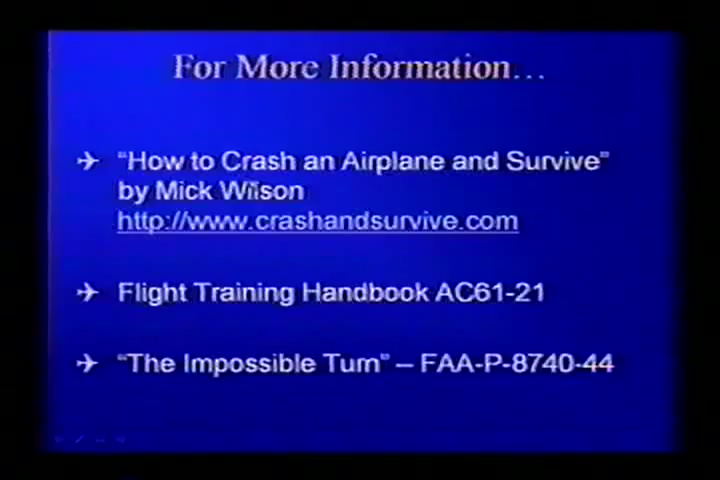 For More Information…
“How to Crash an Airplane and Survive”
by Mick Wilson
http://www.crashandsurvive.com
Flight Training Handbook AC61-21
“The Impossible Turn” – FAA-P-8740-44